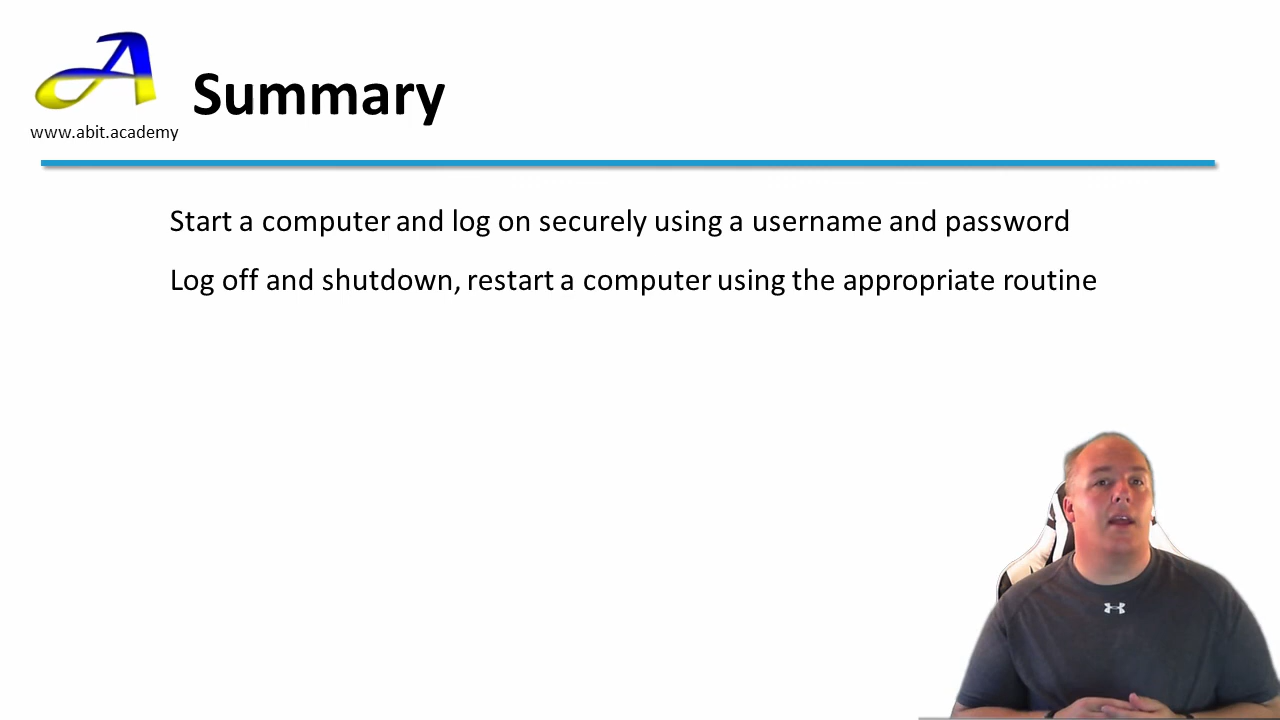 Summary
www.abit.academy
Start a computer and log on securely using a username and password
Log off and shutdown, restart a computer using the appropriate routine